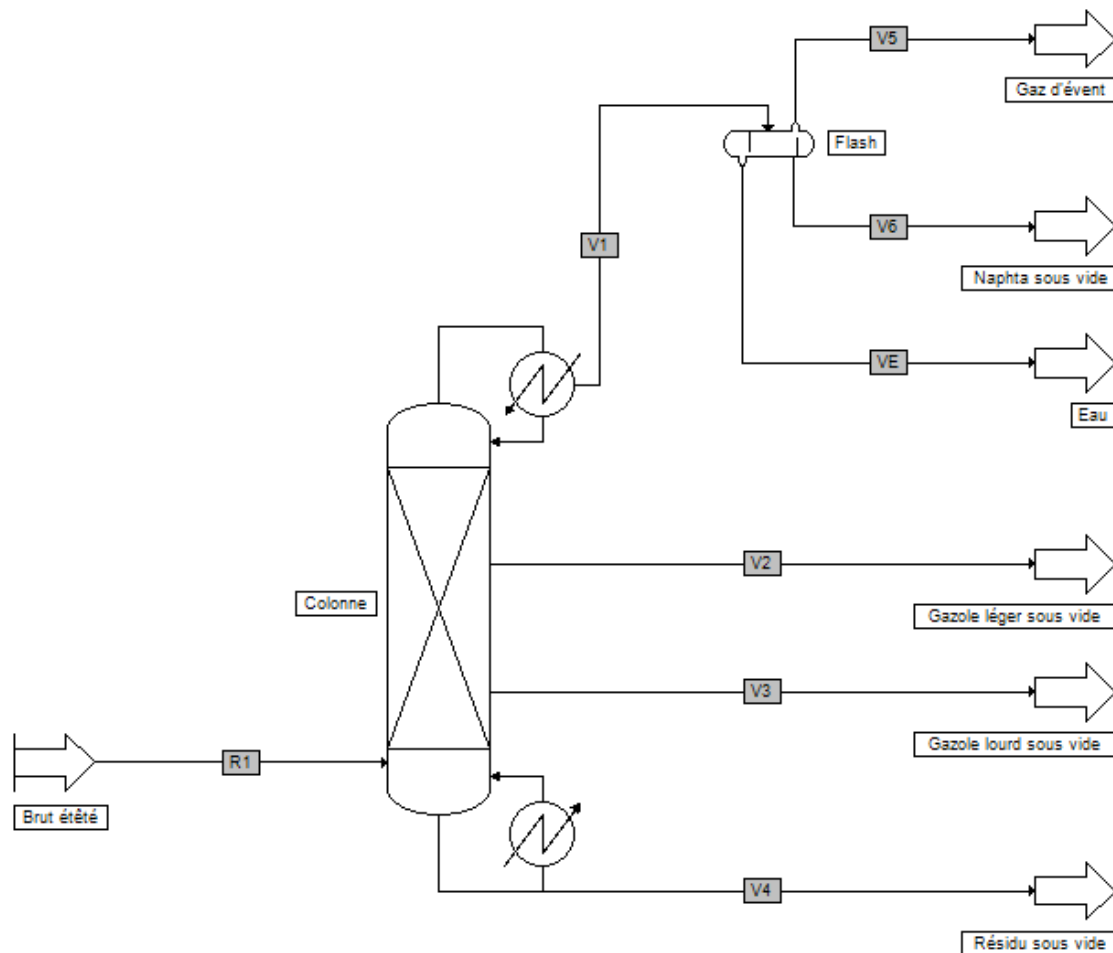 V5
Gaz d'évent
Flash
V6
Naphta sous vide
V1
VE
Eau
V2
Gazole léger sous vide
Colonne
V3
Gazole lourd sous vide
R1
Brut étêté
V4
Résidu sous vide